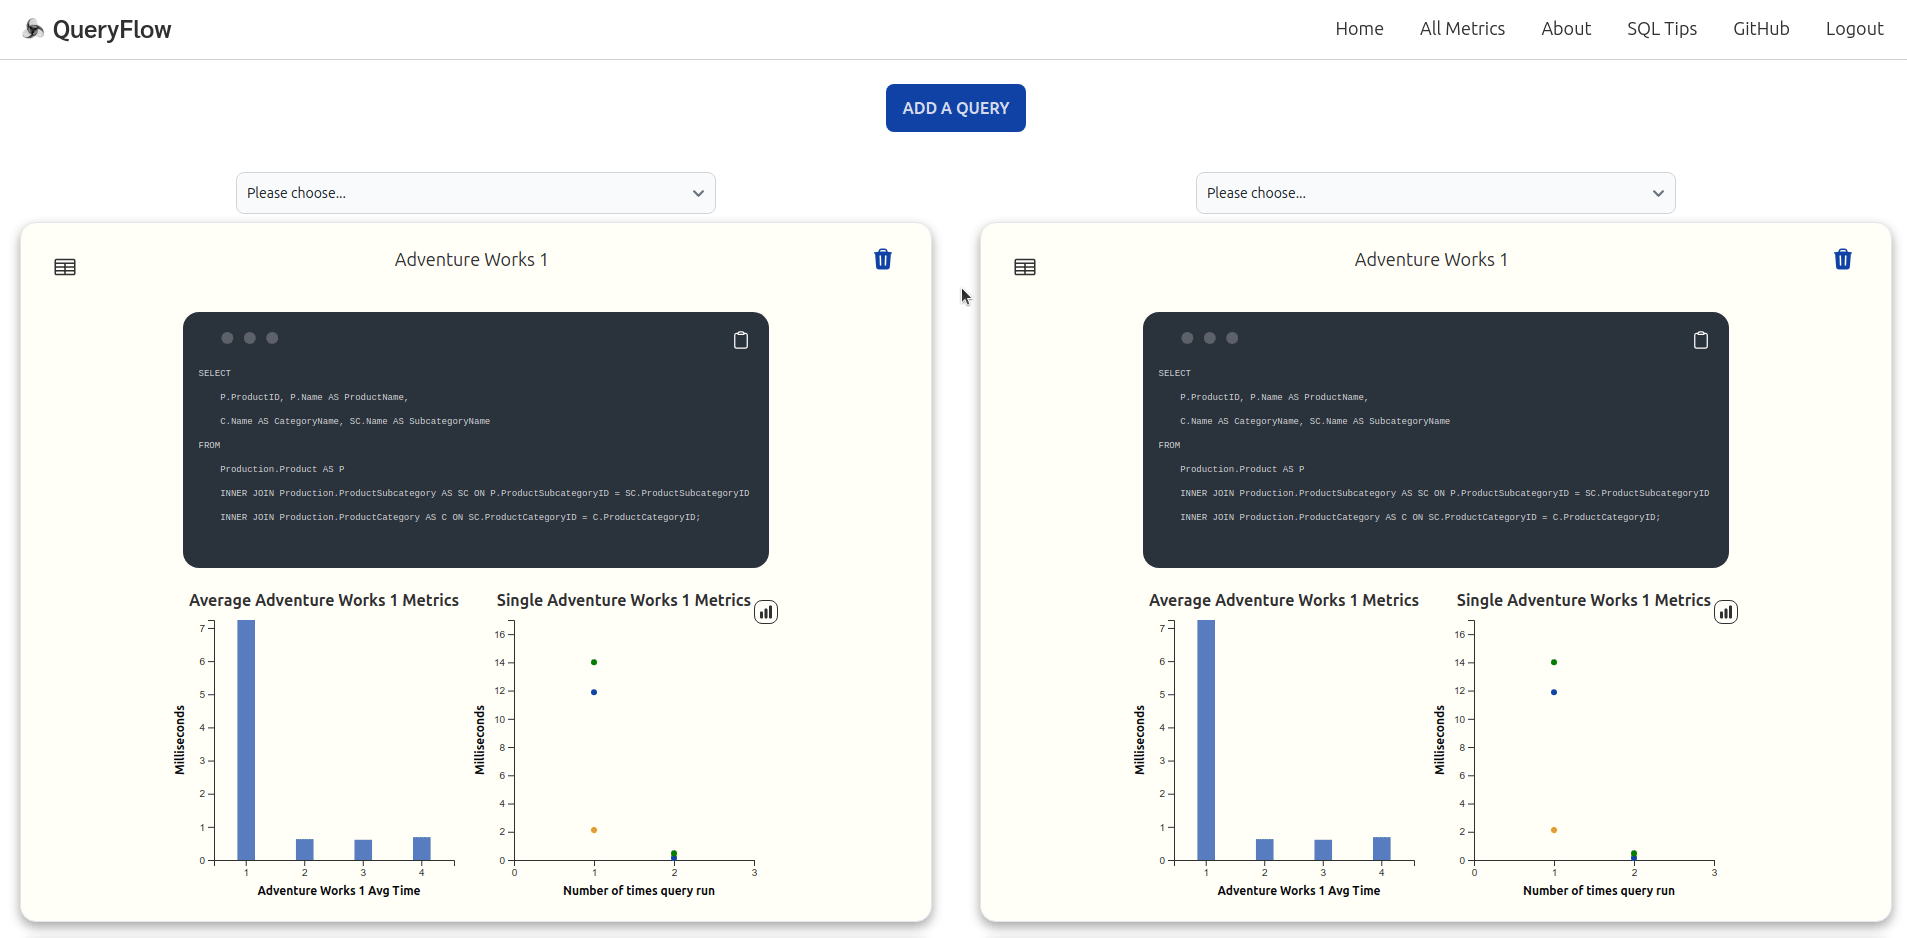 QueryFlow
Home All Metrics About SQL Tips GitHub Logout
ADD A QUERY
Please choose...
Adventure Works 1
SELECT
P.ProductID, P.Name AS ProductName,
C.Name AS CategoryName, SC.Name AS SubcategoryName
FROM
Production.Product AS P
INNER JOIN Production.ProductSubcategory AS SC ON P.ProductSubcategoryID = SC.ProductSubcategoryID
INNER JOIN Production.ProductCategory AS C ON SC.ProductCategoryID = C.ProductCategoryID;
Average Adventure Works 1 Metrics
7
6
5
4
3
2
1
0
Milliseconds
1 2 3 4
Adventure Works 1 Avg Time
Single Adventure Works 1 Metrics
16
14
12
10
8
6
4
2
0
Milliseconds
0 1 2 3
Number of times query run
Please choose...
Adventure Works 1
SELECT
P.ProductID, P.Name AS ProductName,
C.Name AS CategoryName, SC.Name AS SubcategoryName
FROM
Production.Product AS P
INNER JOIN Production.ProductSubcategory AS SC ON P.ProductSubcategoryID = SC.ProductSubcategoryID
INNER JOIN Production.ProductCategory AS C ON SC.ProductCategoryID = C.ProductCategoryID;
Average Adventure Works 1 Metrics
7
6
5
4
3
2
1
0
Milliseconds
1 2 3 4
Adventure Works 1 Avg Time
Single Adventure Works 1 Metrics
16
14
12
10
8
6
4
2
0
Milliseconds
0 1 2 3
Number of times query run